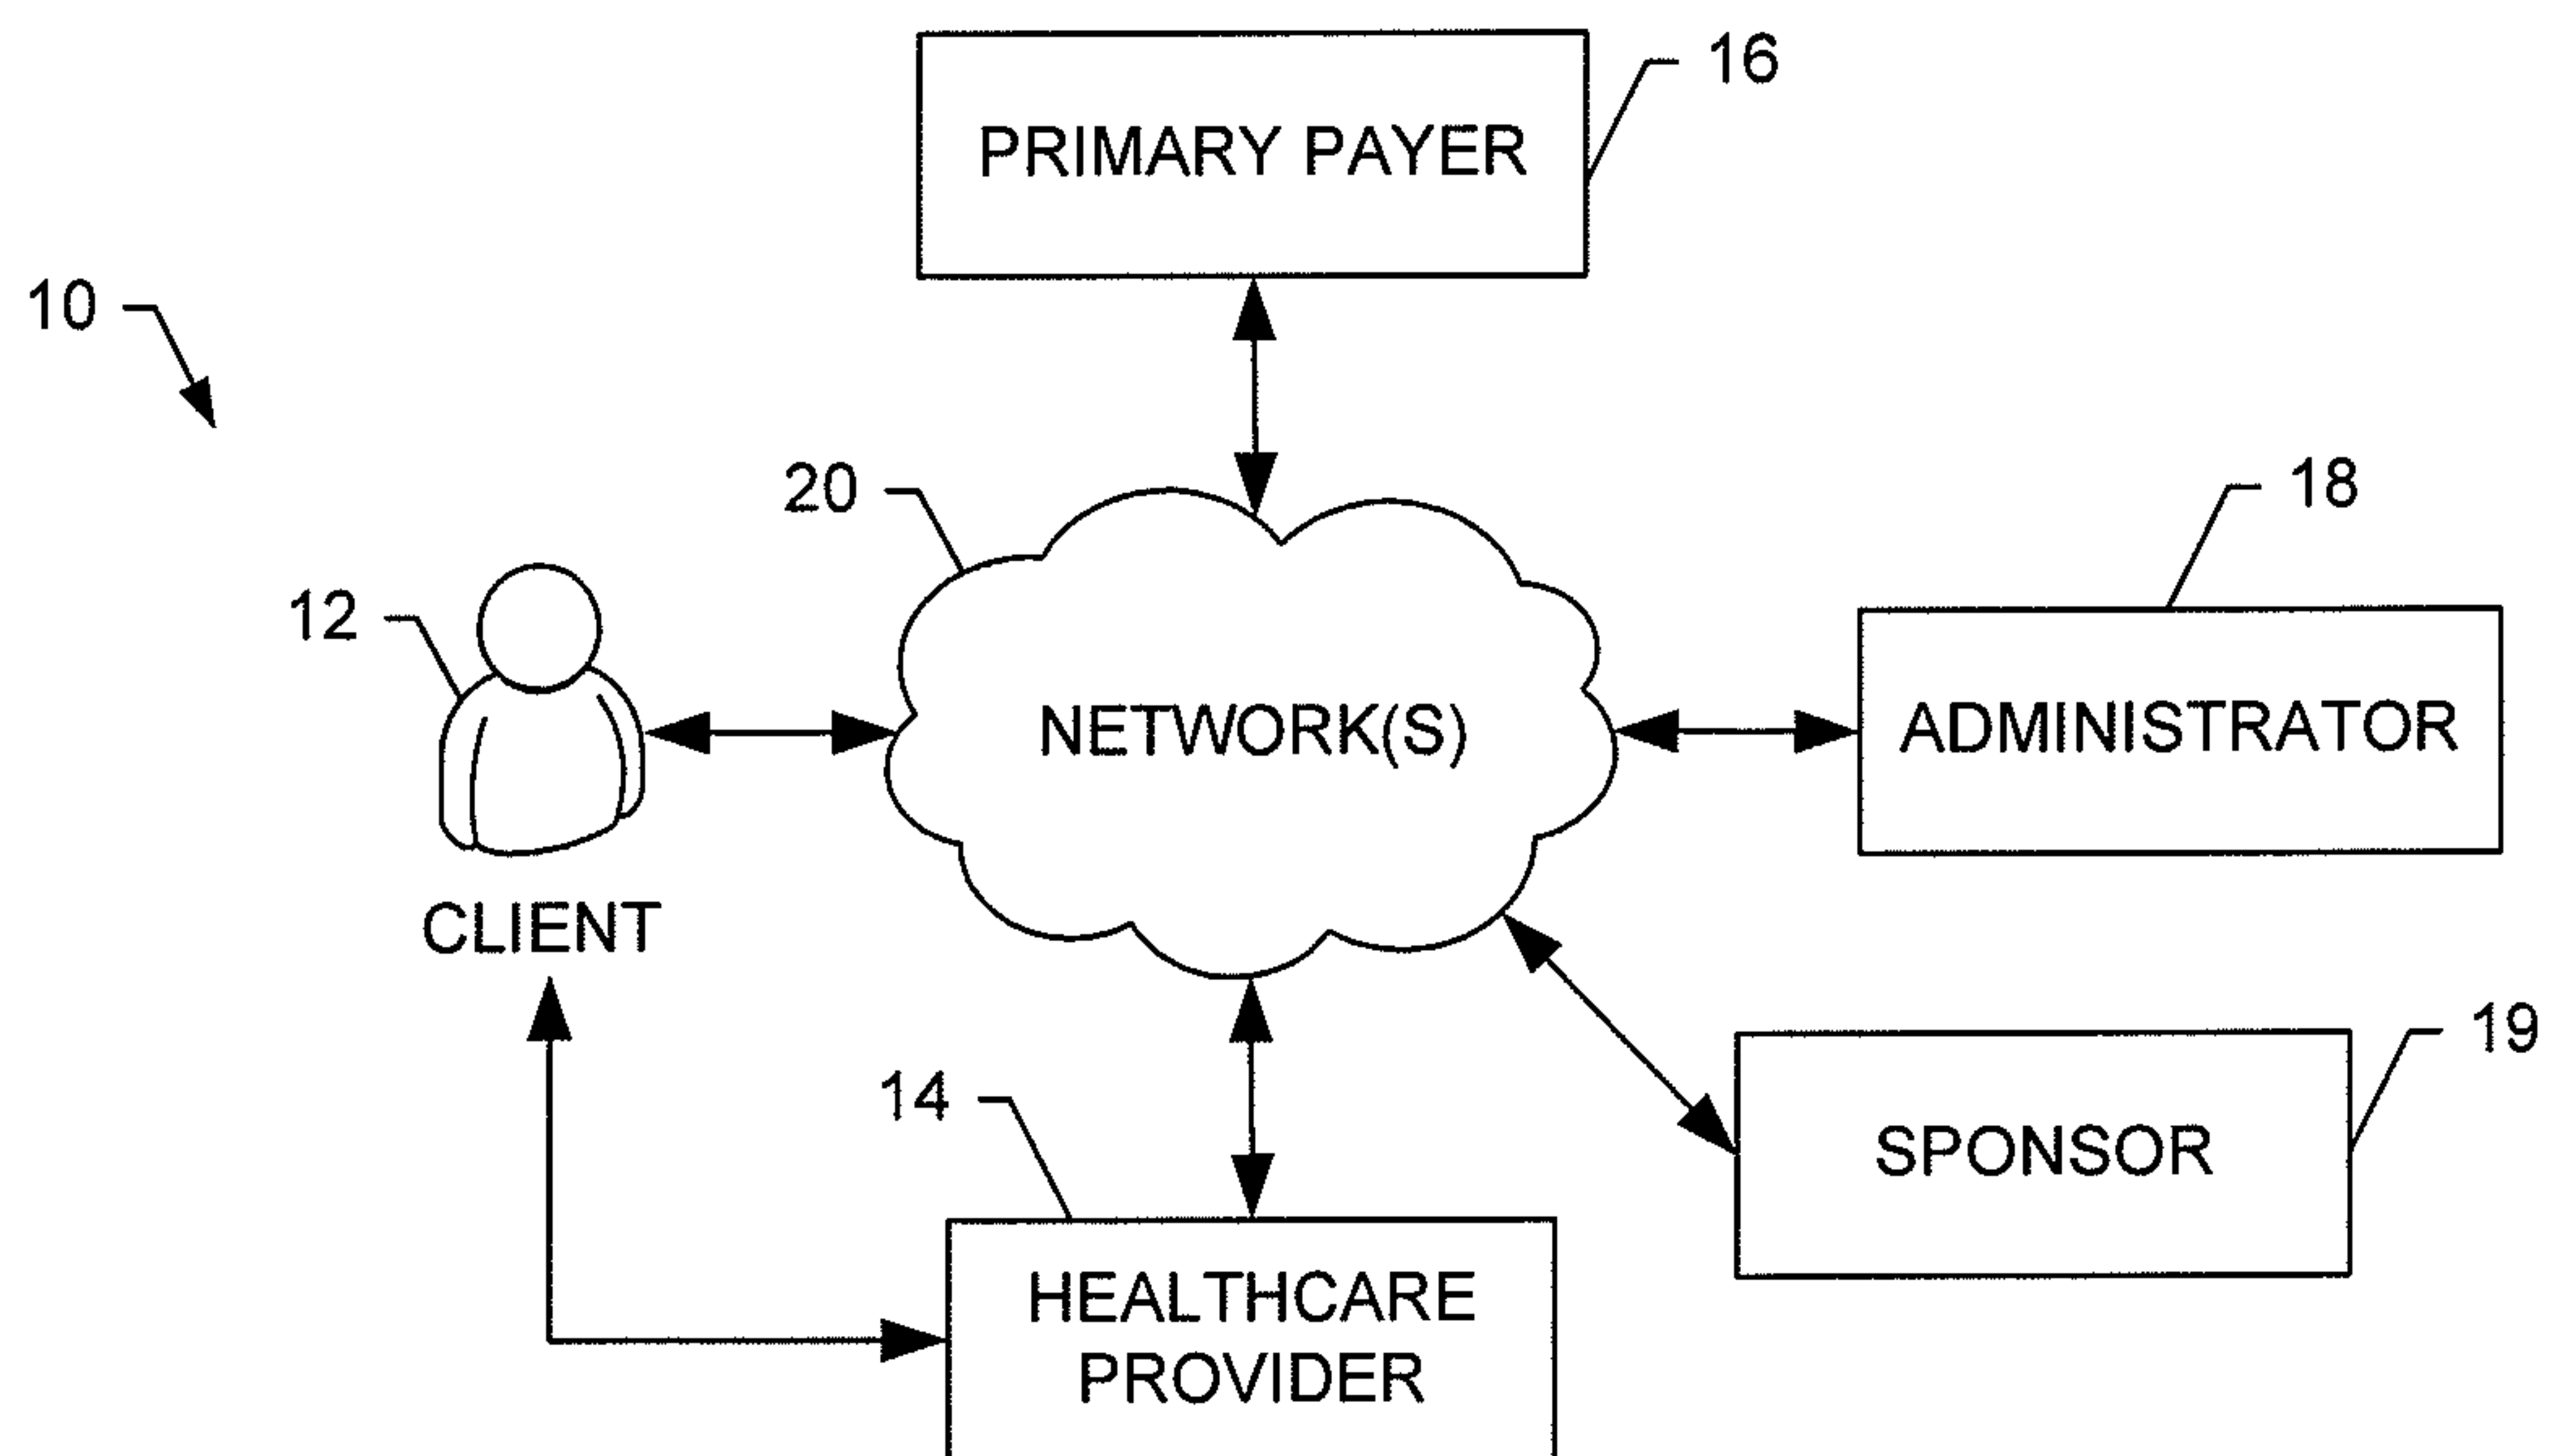 16
PRIMARY PAYER
10
20
18
12
NETWORK(S)
ADMINISTRATOR
CLIENT
19
14
SPONSOR
HEALTHCARE
PROVIDER